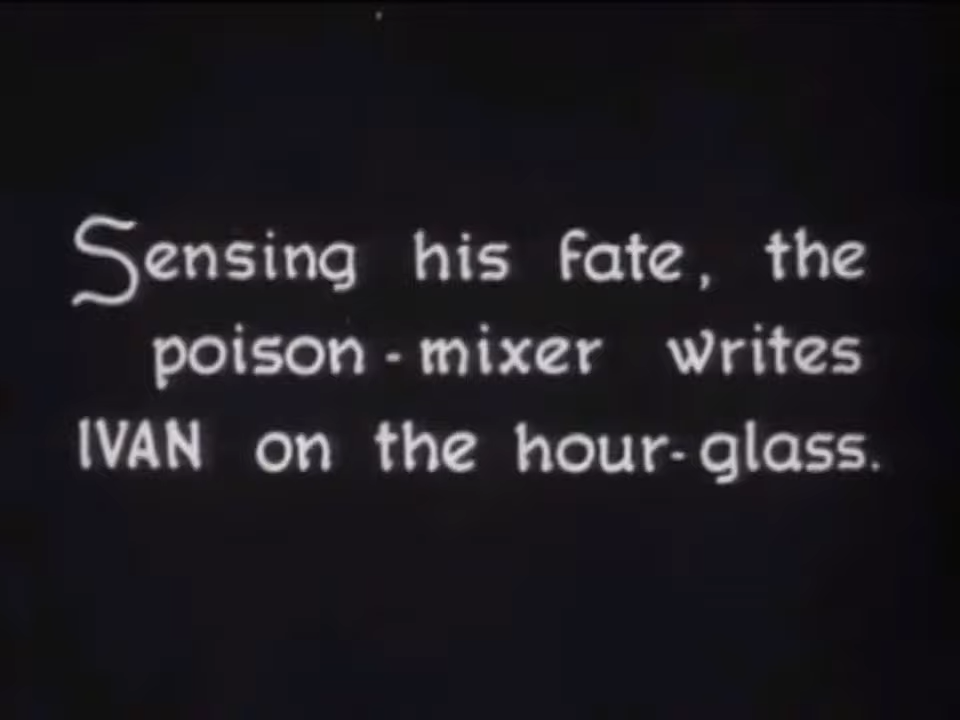 Sensing his fate, the
poison-mixer writes
IVAN on the hour-glass.